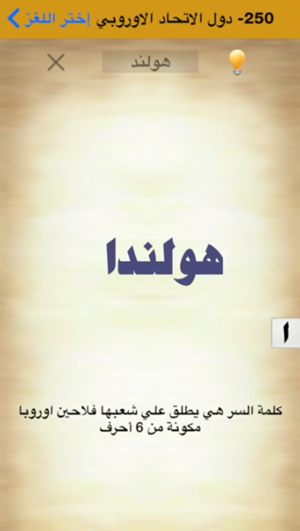 250- دول الاتحاد الاوروبي إختر اللغز
هولند
هولندا
ا
كلمة السر هي يطلق علي شعبها فلاحين اوروبا
مكونة من 6 أحرف